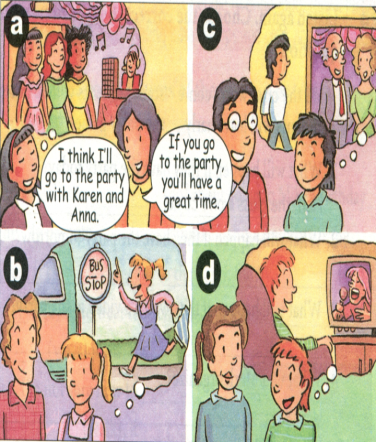 a
c
I think I'll
go to the party
with Karen and
Anna.
If you go
to the party,
you'll have a
great time.
b
BUS
STOP
d